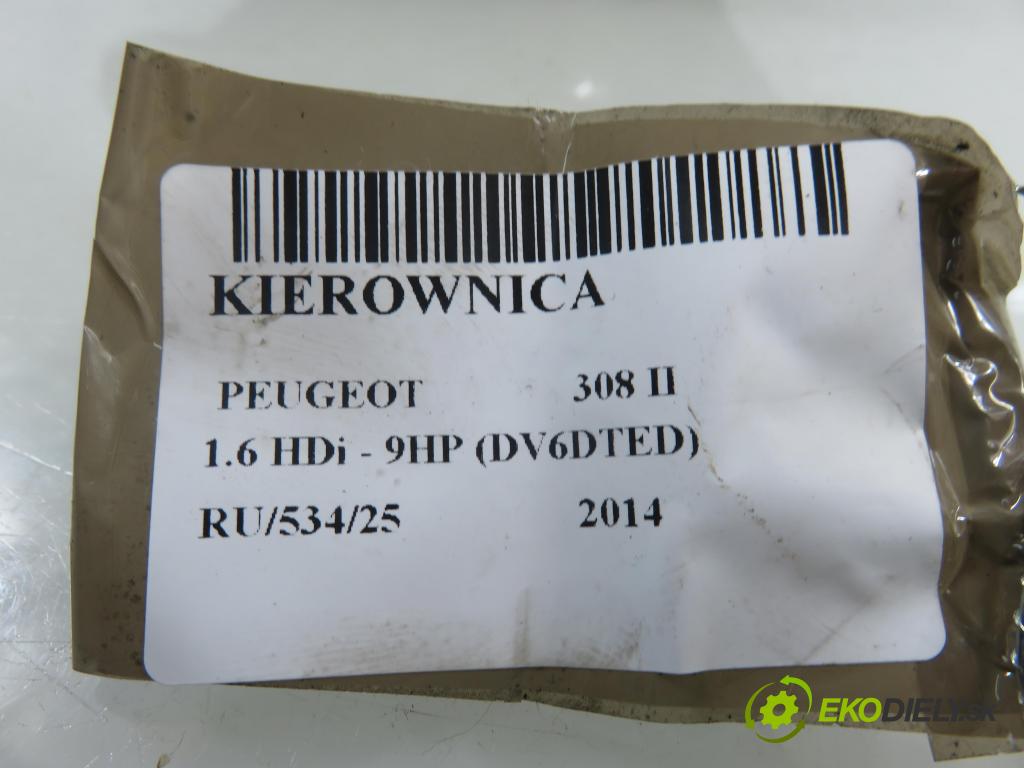 KIEROWNICA
PEUGEOT 308 II
1.6 HDi - 9HP (DV6DTED)
RU/534/25 2014
EKODIELY.sk